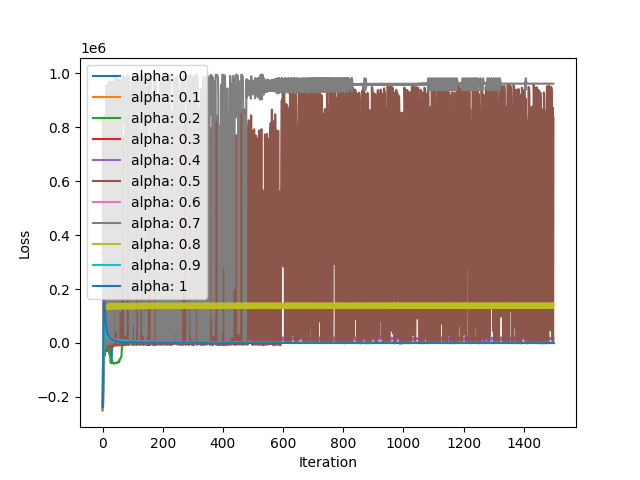 1e6
1.0
0.8
0.6
0.4
0.2
0.0
−0.2
Loss
alpha: 0
alpha: 0.1
alpha: 0.2
alpha: 0.3
alpha: 0.4
alpha: 0.5
alpha: 0.6
alpha: 0.7
alpha: 0.8
alpha: 0.9
alpha: 1
0 200 400 600 800 1000 1200 1400
Iteration